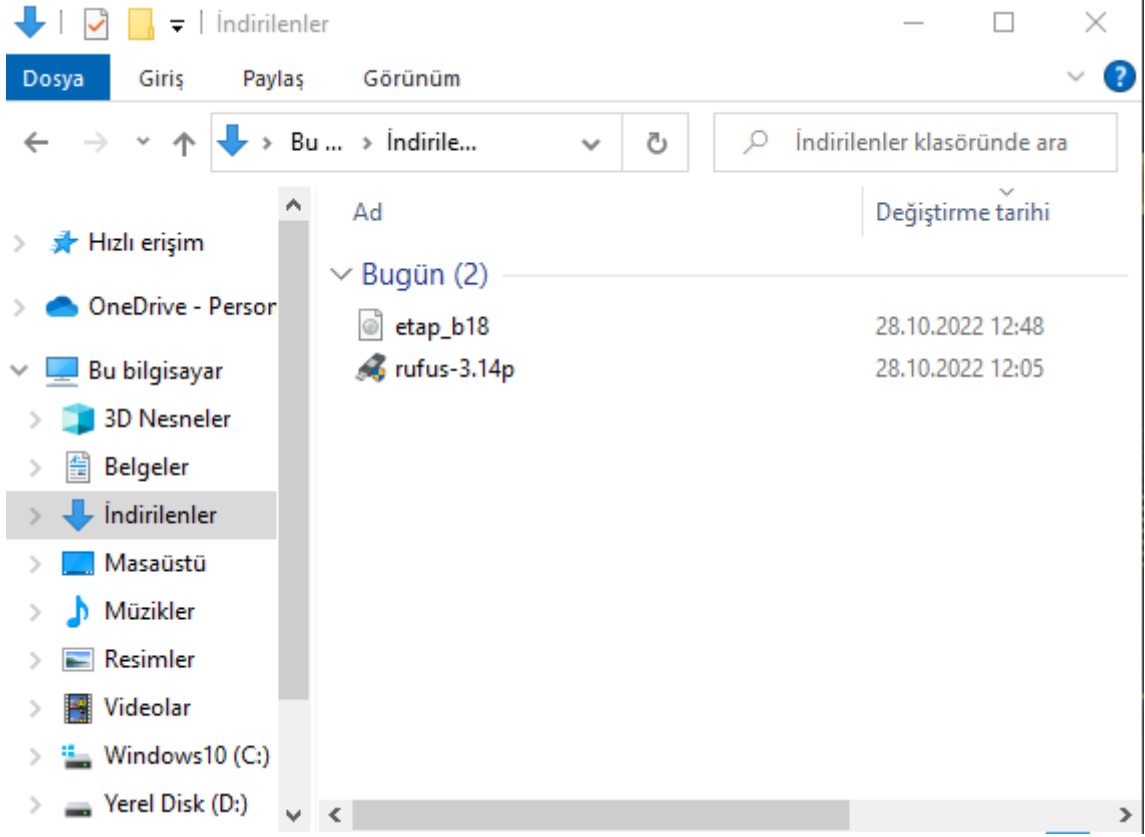 İndirilenler
Dosya Giriş Paylaş Görünüm
Bu ... İndirile... İndirilenler klasöründe ara
Ad Değiştirme tarihi
Hızlı erişim
OneDrive - Person
Bu bilgisayar
3D Nesneler
Belgeler
İndirilenler
Masaüstü
Müzikler
Resimler
Videolar
Windows10 (C:)
Yerel Disk (D:)
Bugün (2)
etap_b18 28.10.2022 12:48
rufus-3.14p 28.10.2022 12:05